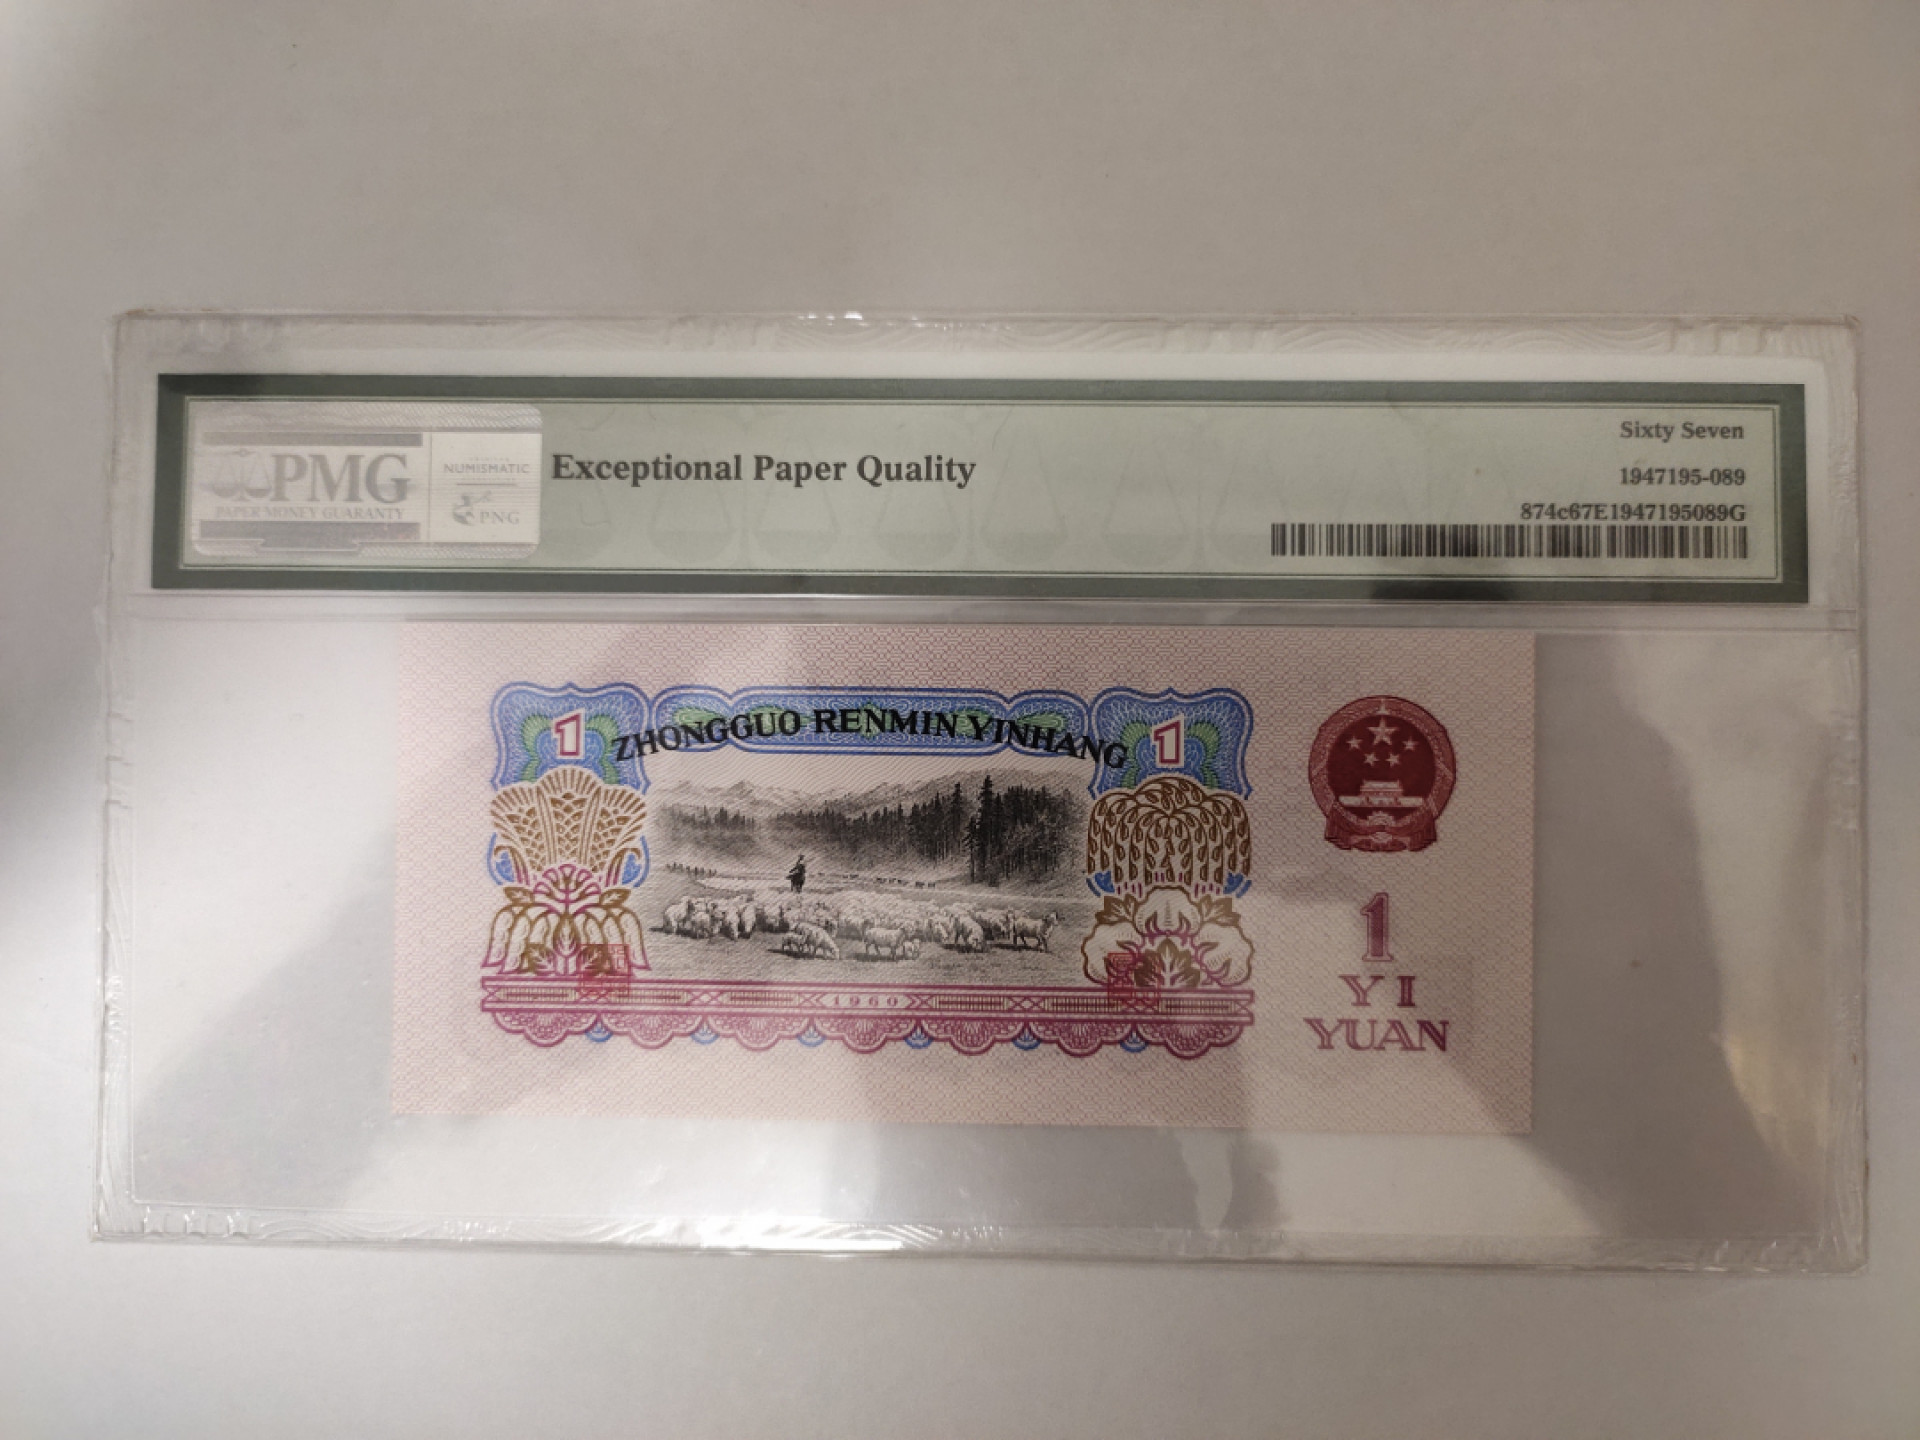 PMG
PAPER MONEY GUARANTY
NUMISMATIC
PNG
Exceptional Paper Quality
Sixty Seven
1947195-089
874c67E1947195089G
1
ZHONGGUO RENMIN YINHANG
1
1960
1
YI
YUAN